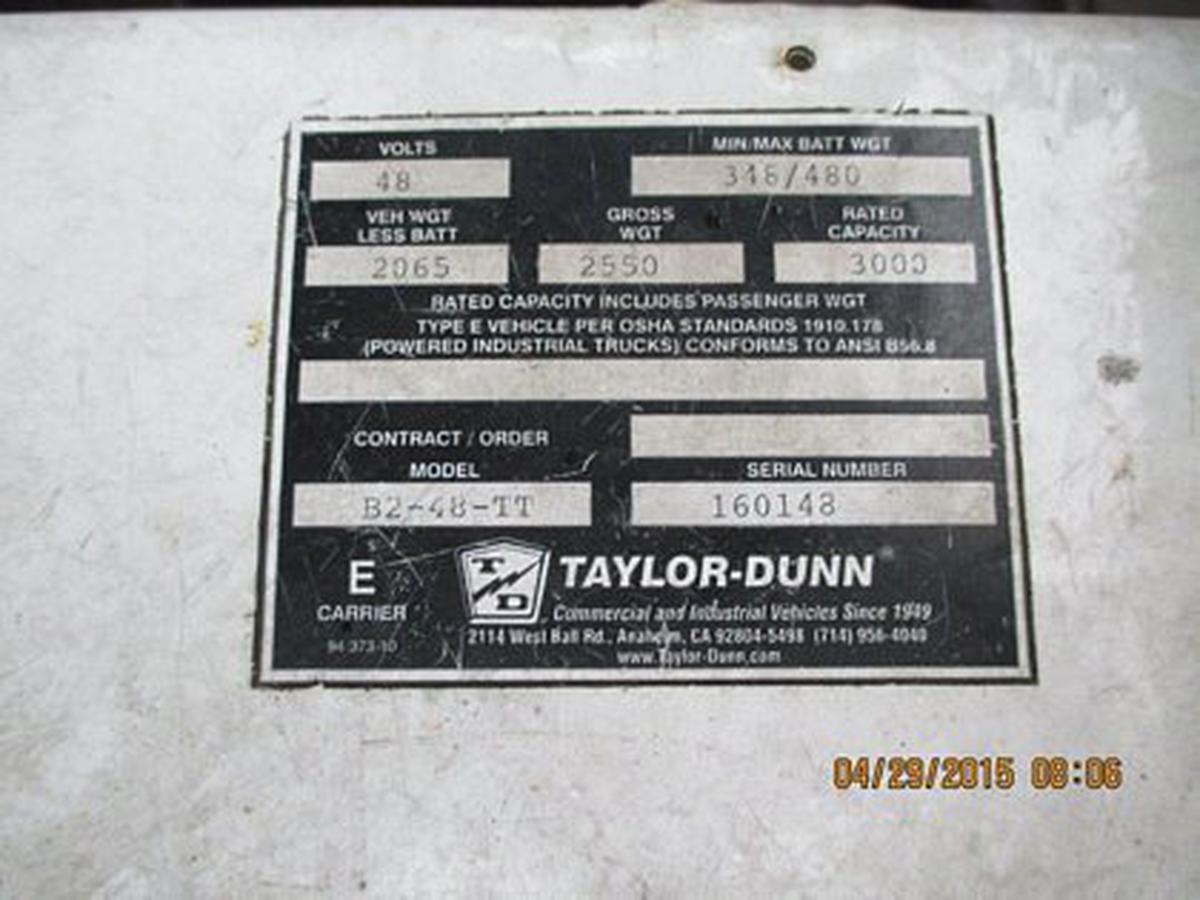 VOLTS MIN/MAX BATT WGT
48 346/480
VEH WGT LESS BATT GROSS WGT RATED CAPACITY
2065 2550 3000
RATED CAPACITY INCLUDES PASSENGER WGT
TYPE E VEHICLE PER OSHA STANDARDS 1910.178
(POWERED INDUSTRIAL TRUCKS) CONFORMS TO ANSI B56.8
CONTRACT / ORDER
MODEL SERIAL NUMBER
B2-48-TT 160148
E CARRIER
94-373-10
T D
TAYLOR-DUNN®
Commercial and Industrial Vehicles Since 1949
2114 West Ball Rd., Anaheim, CA 92804-5498 (714) 956-4040
www.Taylor-Dunn.com
04/29/2015 08:06